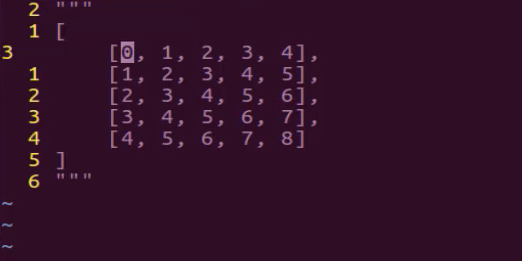 2 """
1 [
3 [0, 1, 2, 3, 4],
1 [1, 2, 3, 4, 5],
2 [2, 3, 4, 5, 6],
3 [3, 4, 5, 6, 7],
4 [4, 5, 6, 7, 8]
5 ]
6 """
~
~
~